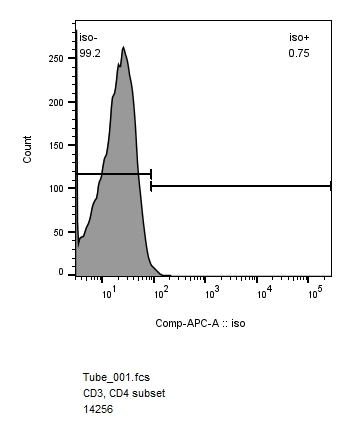 iso-
99.2
iso+
0.75
250
200
150
100
50
0
Count
10^1
10^2
10^3
10^4
10^5
Comp-APC-A :: iso
Tube_001.fcs
CD3, CD4 subset
14256